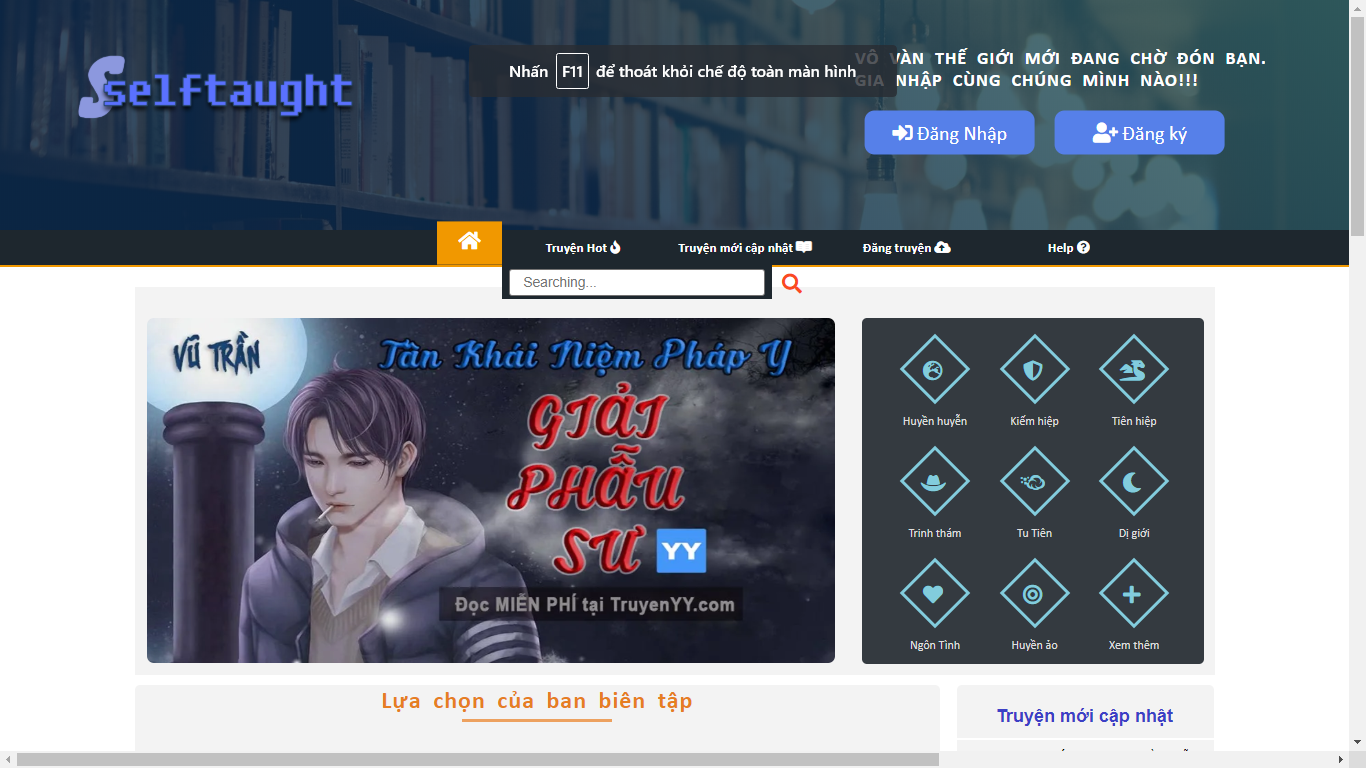 Sselftaught
Nhấn F11 để thoát khỏi chế độ toàn màn hình
VÔ VÀN THẾ GIỚI MỚI ĐANG CHỜ ĐÓN BẠN.
GIA NHẬP CÙNG CHÚNG MÌNH NÀO!!!
Đăng Nhập
Đăng ký
Truyện Hot
Truyện mới cập nhật
Đăng truyện
Help
Searching...
VŨ TRẦN
Tân Khái Niệm Pháp Y
GIẢI
PHẪU
SƯ
YY
Đọc MIỄN PHÍ tại TruyenYY.com
Huyền huyễn
Kiếm hiệp
Tiên hiệp
Trinh thám
Tu Tiên
Dị giới
Ngôn Tình
Huyền ảo
Xem thêm
Lựa chọn của ban biên tập
Truyện mới cập nhật